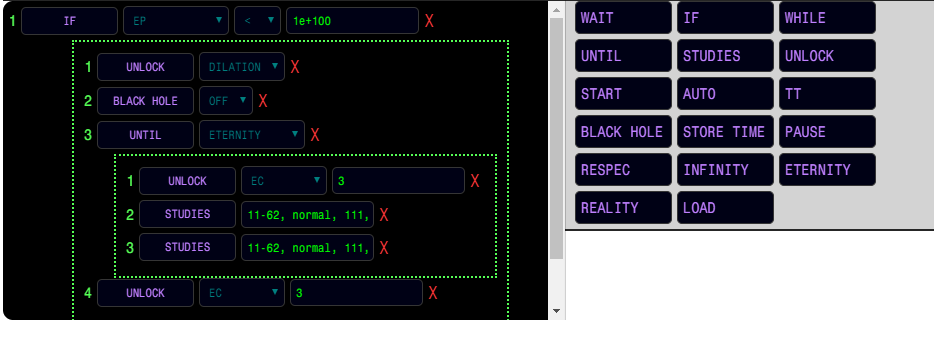 1 IF EP < 1e+100 X
1 UNLOCK DILATION X
2 BLACK HOLE OFF X
3 UNTIL ETERNITY X
1 UNLOCK EC 3 X
2 STUDIES 11-62, normal, 111, X
3 STUDIES 11-62, normal, 111, X
4 UNLOCK EC 3 X
WAIT IF WHILE
UNTIL STUDIES UNLOCK
START AUTO TT
BLACK HOLE STORE TIME PAUSE
RESPEC INFINITY ETERNITY
REALITY LOAD